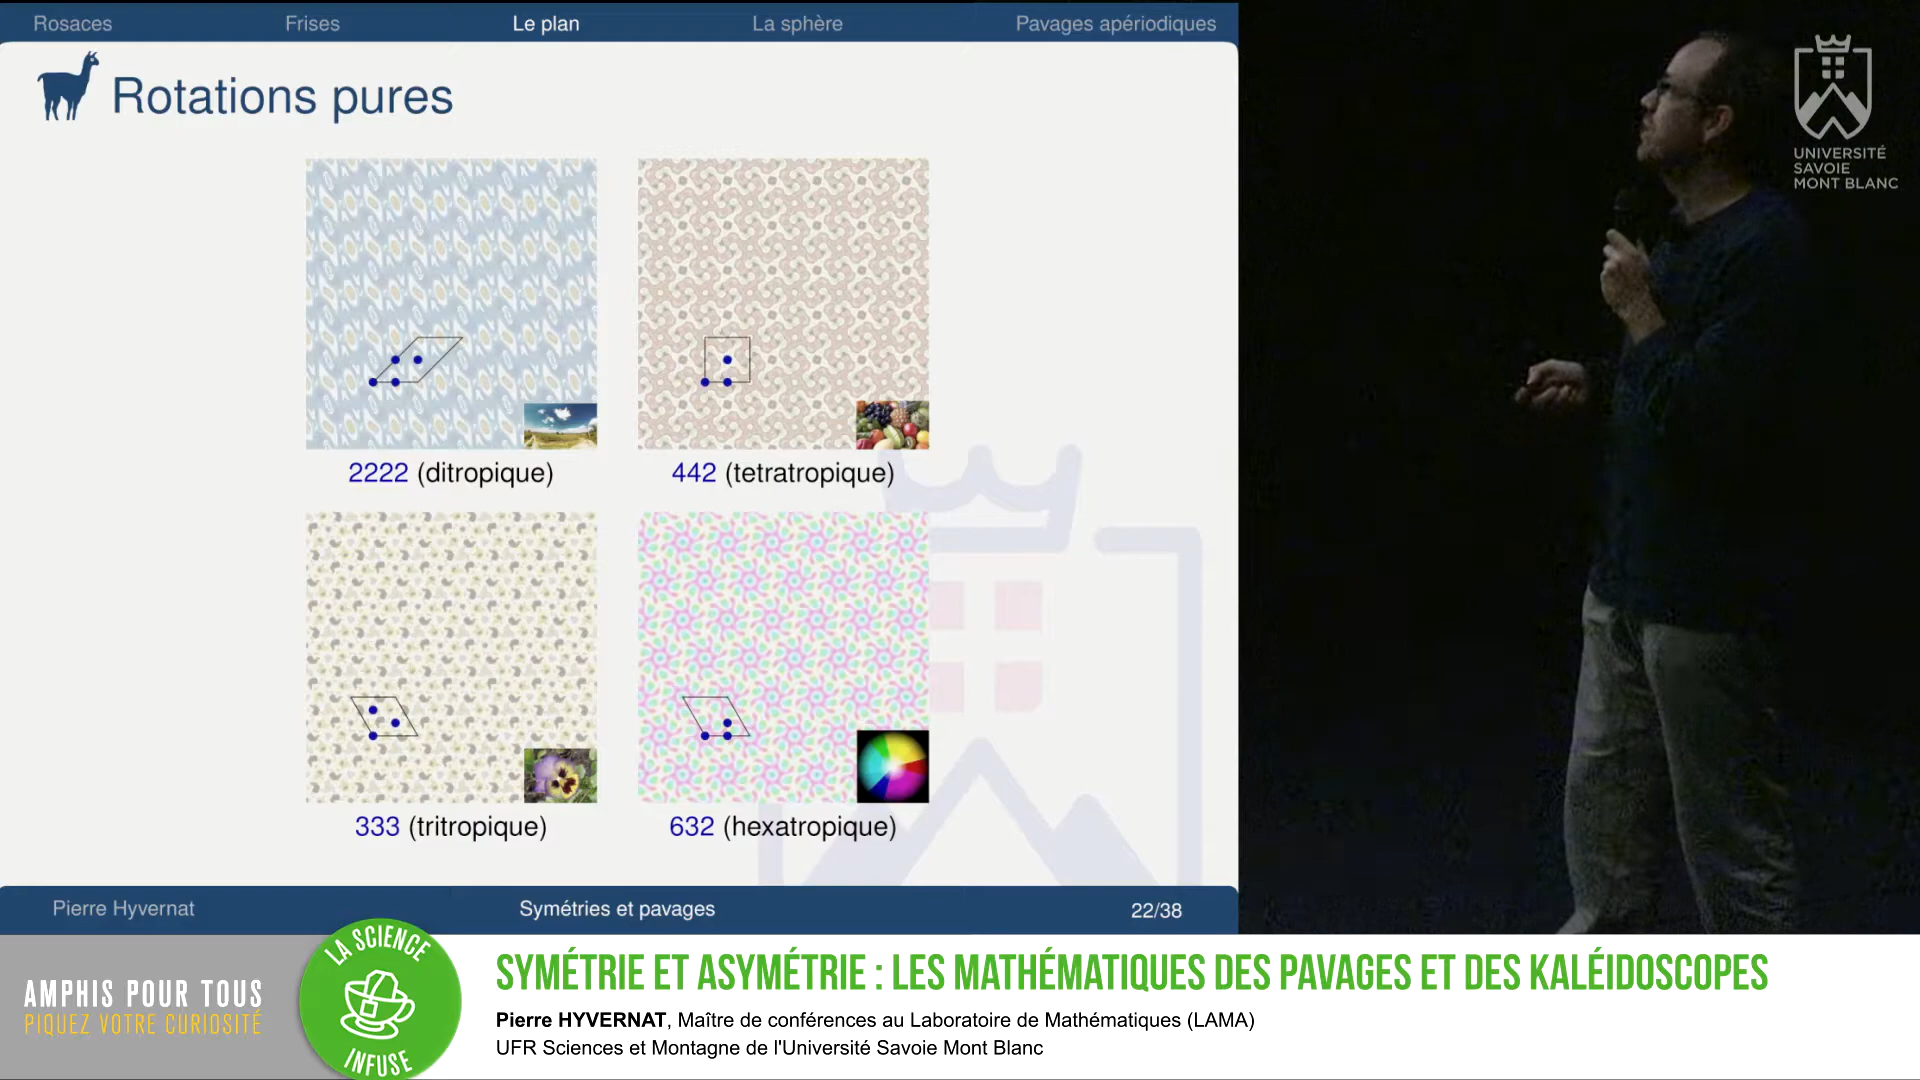 Rosaces
Frises
Le plan
La sphère
Pavages apériodiques
Rotations pures
2222 (ditropique)
442 (tetratropique)
333 (tritropique)
632 (hexatropique)
Pierre Hyvernat
Symétries et pavages
22/38
UNIVERSITÉ
SAVOIE
MONT BLANC
AMPHIS POUR TOUS
PIQUEZ VOTRE CURIOSITÉ
LA SCIENCE
INFUSE
SYMÉTRIE ET ASYMÉTRIE : LES MATHÉMATIQUES DES PAVAGES ET DES KALÉIDOSCOPES
Pierre HYVERNAT, Maître de conférences au Laboratoire de Mathématiques (LAMA)
UFR Sciences et Montagne de l'Université Savoie Mont Blanc